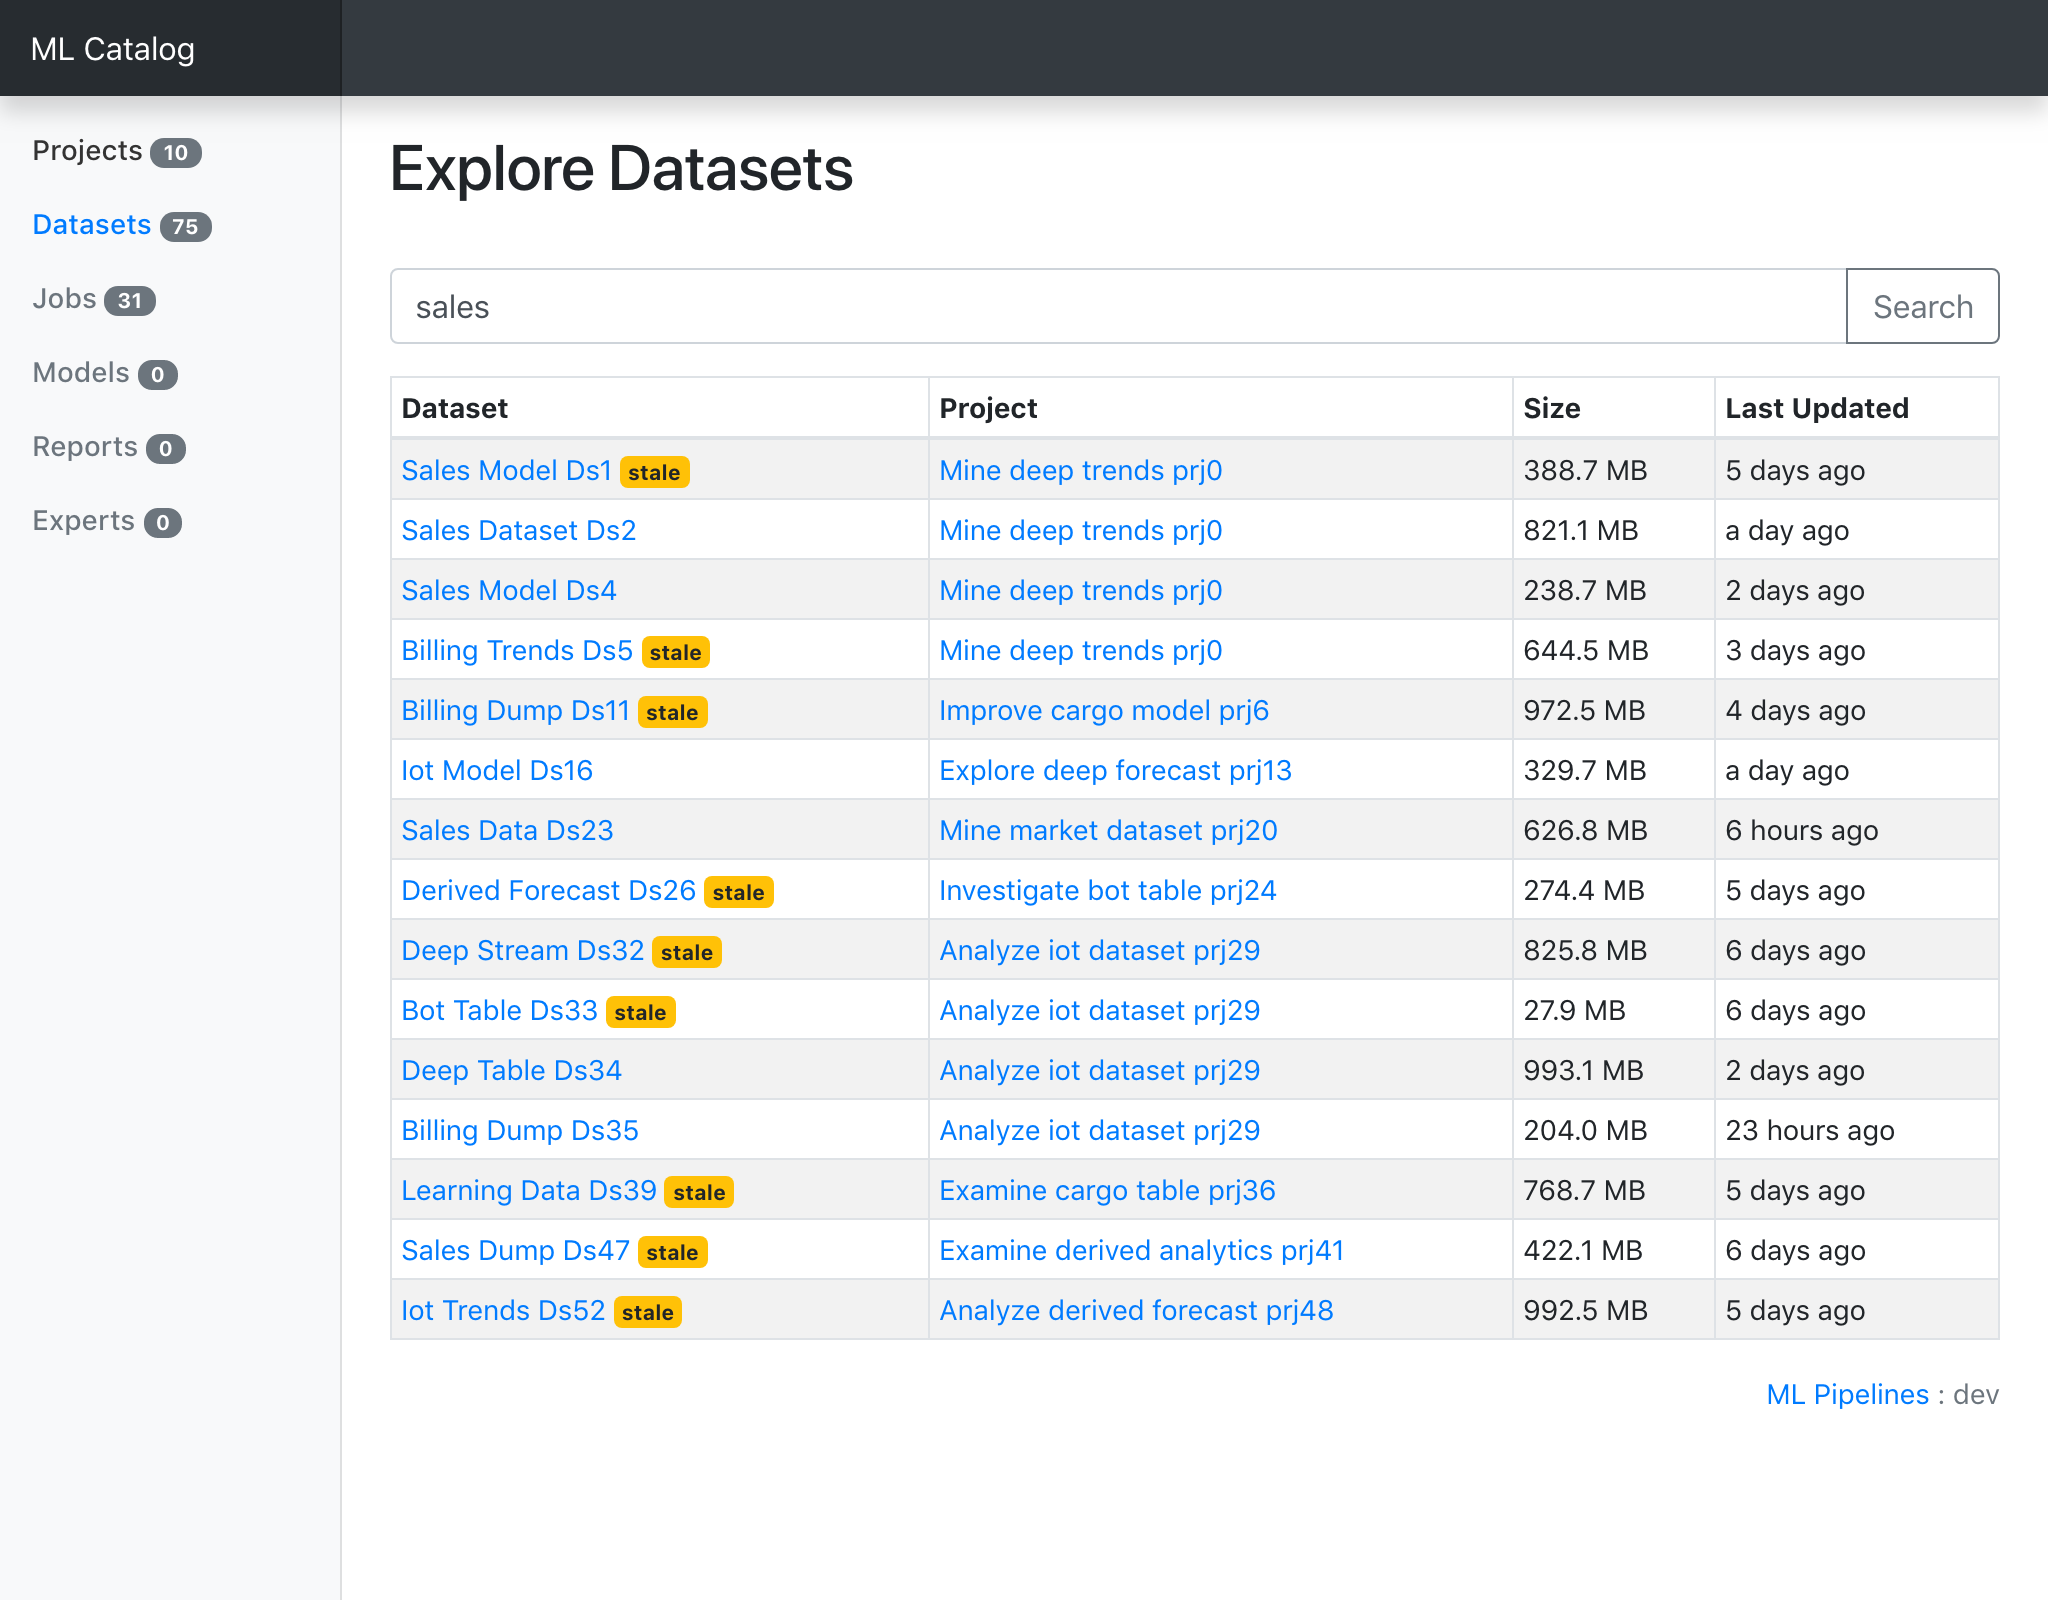 ML Catalog
Projects 10
Datasets 75
Jobs 31
Models 0
Reports 0
Experts 0
Explore Datasets
sales Search
Dataset Project Size Last Updated
Sales Model Ds1 stale Mine deep trends prj0 388.7 MB 5 days ago
Sales Dataset Ds2 Mine deep trends prj0 821.1 MB a day ago
Sales Model Ds4 Mine deep trends prj0 238.7 MB 2 days ago
Billing Trends Ds5 stale Mine deep trends prj0 644.5 MB 3 days ago
Billing Dump Ds11 stale Improve cargo model prj6 972.5 MB 4 days ago
Iot Model Ds16 Explore deep forecast prj13 329.7 MB a day ago
Sales Data Ds23 Mine market dataset prj20 626.8 MB 6 hours ago
Derived Forecast Ds26 stale Investigate bot table prj24 274.4 MB 5 days ago
Deep Stream Ds32 stale Analyze iot dataset prj29 825.8 MB 6 days ago
Bot Table Ds33 stale Analyze iot dataset prj29 27.9 MB 6 days ago
Deep Table Ds34 Analyze iot dataset prj29 993.1 MB 2 days ago
Billing Dump Ds35 Analyze iot dataset prj29 204.0 MB 23 hours ago
Learning Data Ds39 stale Examine cargo table prj36 768.7 MB 5 days ago
Sales Dump Ds47 stale Examine derived analytics prj41 422.1 MB 6 days ago
Iot Trends Ds52 stale Analyze derived forecast prj48 992.5 MB 5 days ago
ML Pipelines : dev